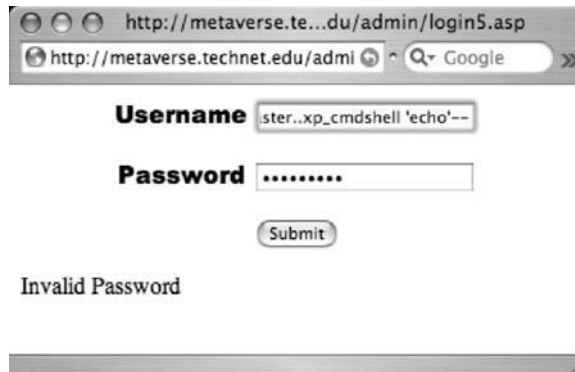 http://metaverse.te...du/admin/login5.asp
http://metaverse.technet.edu/admi Google
Username .ster..xp_cmdshell 'echo'--
Password •••••••••
Submit
Invalid Password